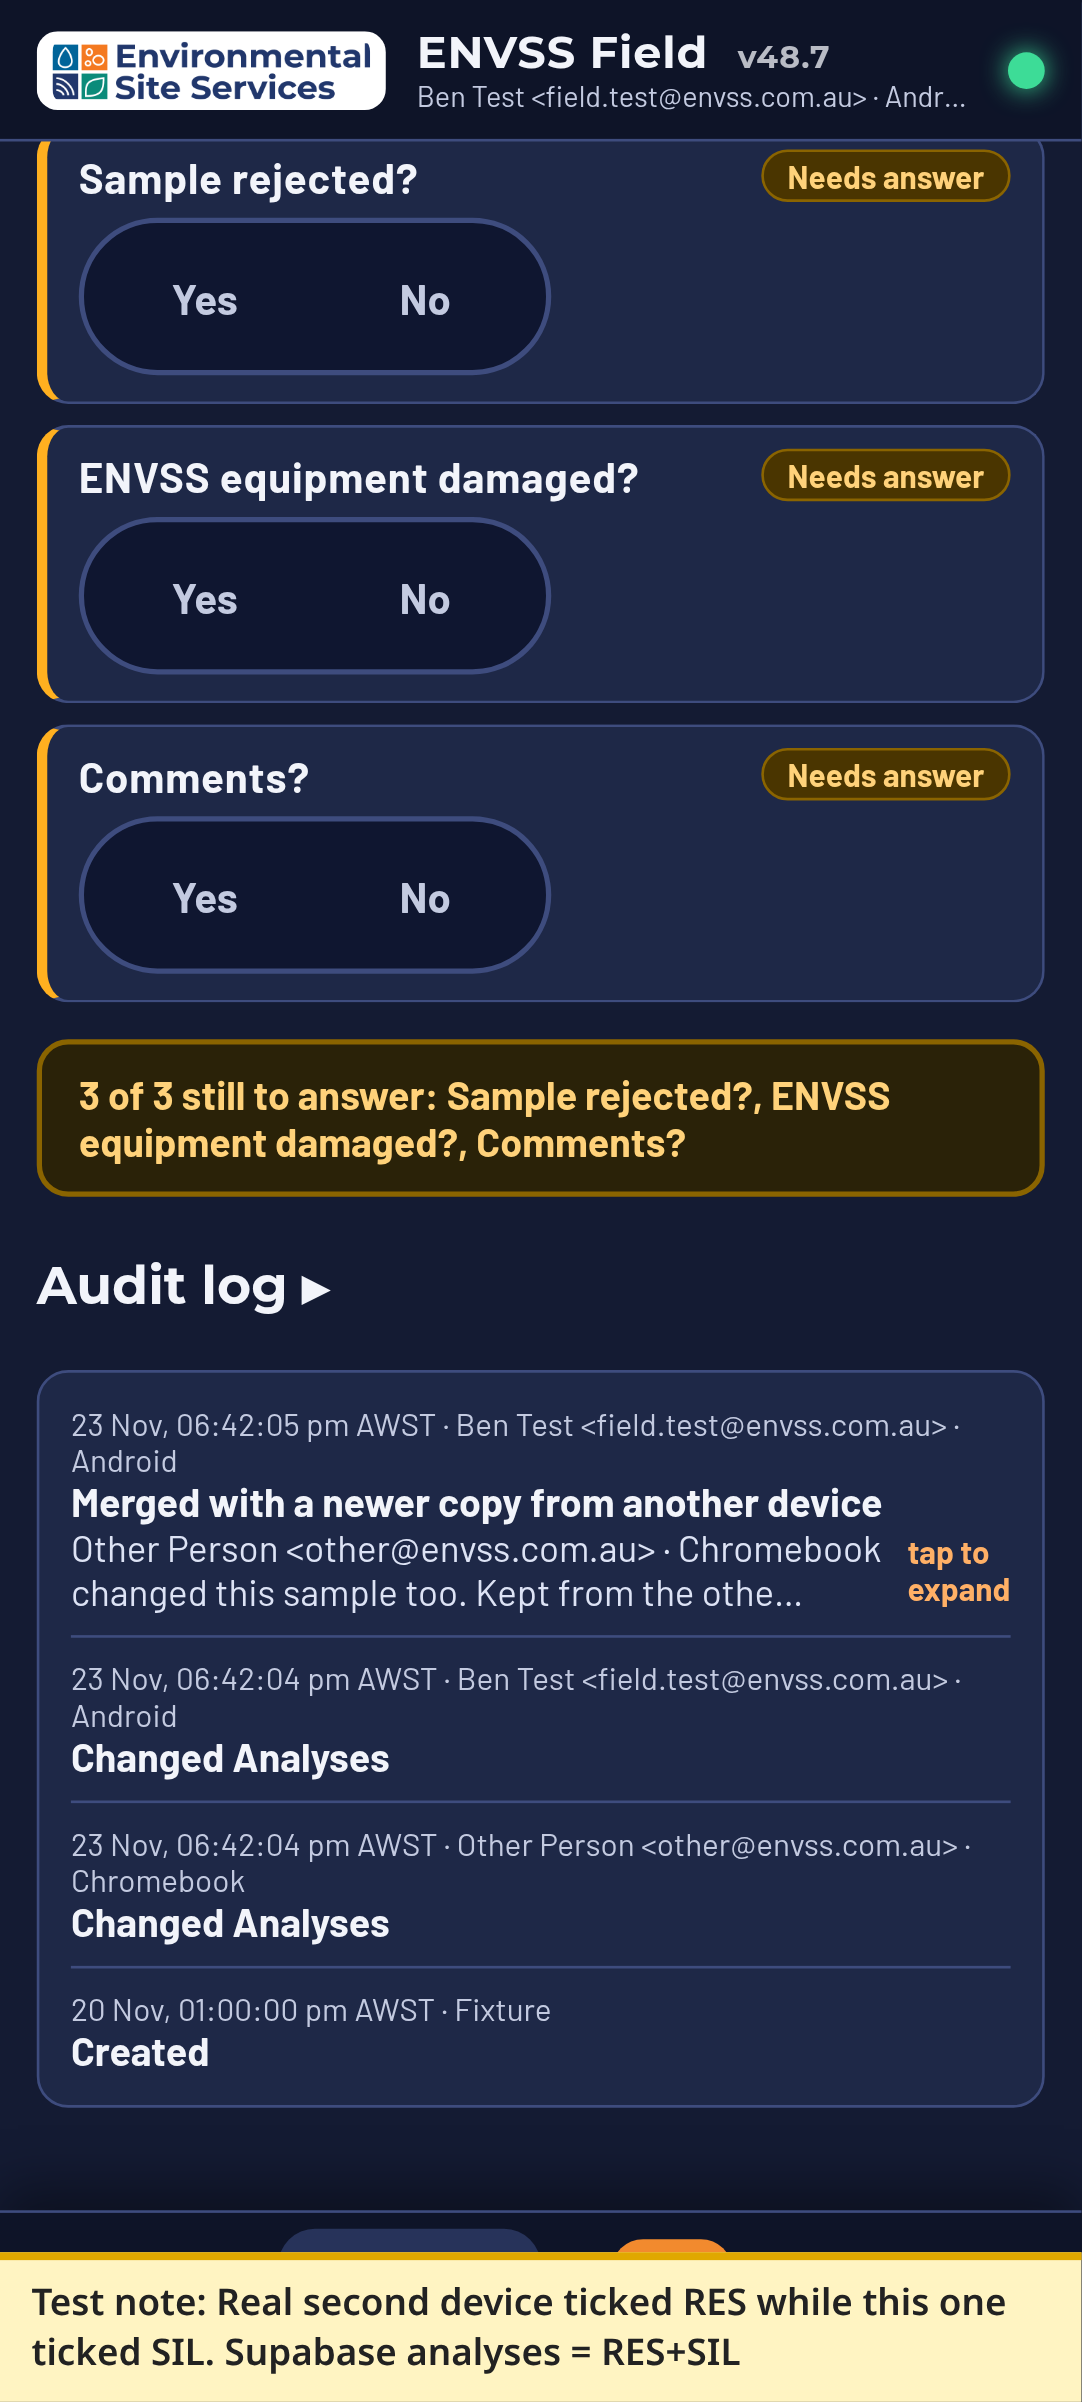 Environmental
Site Services
ENVSS Field v48.7
Ben Test <field.test@envss.com.au> · Andr...
Sample rejected?
Needs answer
Yes No
ENVSS equipment damaged?
Needs answer
Yes No
Comments?
Needs answer
Yes No
3 of 3 still to answer: Sample rejected?, ENVSS
equipment damaged?, Comments?
Audit log ▸
23 Nov, 06:42:05 pm AWST · Ben Test <field.test@envss.com.au> ·
Android
Merged with a newer copy from another device
Other Person <other@envss.com.au> · Chromebook
changed this sample too. Kept from the othe...
tap to
expand
23 Nov, 06:42:04 pm AWST · Ben Test <field.test@envss.com.au> ·
Android
Changed Analyses
23 Nov, 06:42:04 pm AWST · Other Person <other@envss.com.au> ·
Chromebook
Changed Analyses
20 Nov, 01:00:00 pm AWST · Fixture
Created
Test note: Real second device ticked RES while this one
ticked SIL. Supabase analyses = RES+SIL